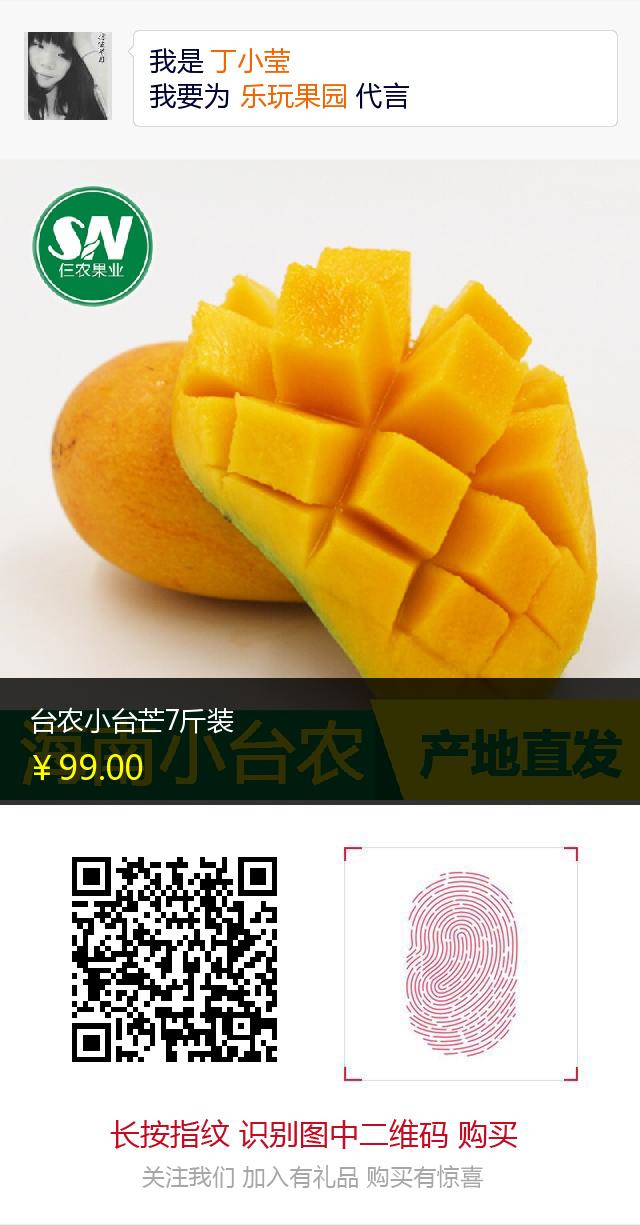 我是 丁小莹
我要为 乐玩果园 代言
SN
仨农果业
台农小台芒7斤装
海南小台农
产地直发
￥99.00
长按指纹 识别图中二维码 购买
关注我们 加入有礼品 购买有惊喜